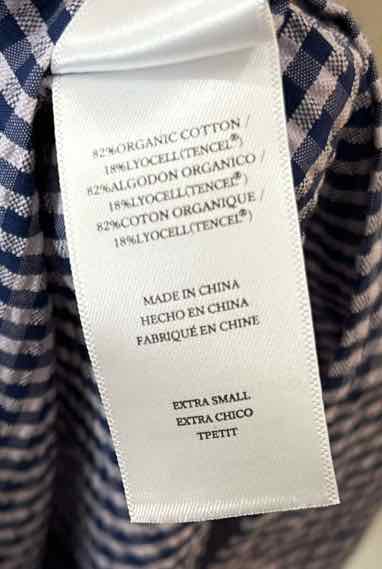 82%ORGANIC COTTON /
18%LYOCELL(TENCEL®)
82%ALGODON ORGANICO /
18%LYOCELL(TENCEL®)
82%COTON ORGANIQUE /
18%LYOCELL(TENCEL®)
MADE IN CHINA
HECHO EN CHINA
FABRIQUÉ EN CHINE
EXTRA SMALL
EXTRA CHICO
TPETIT